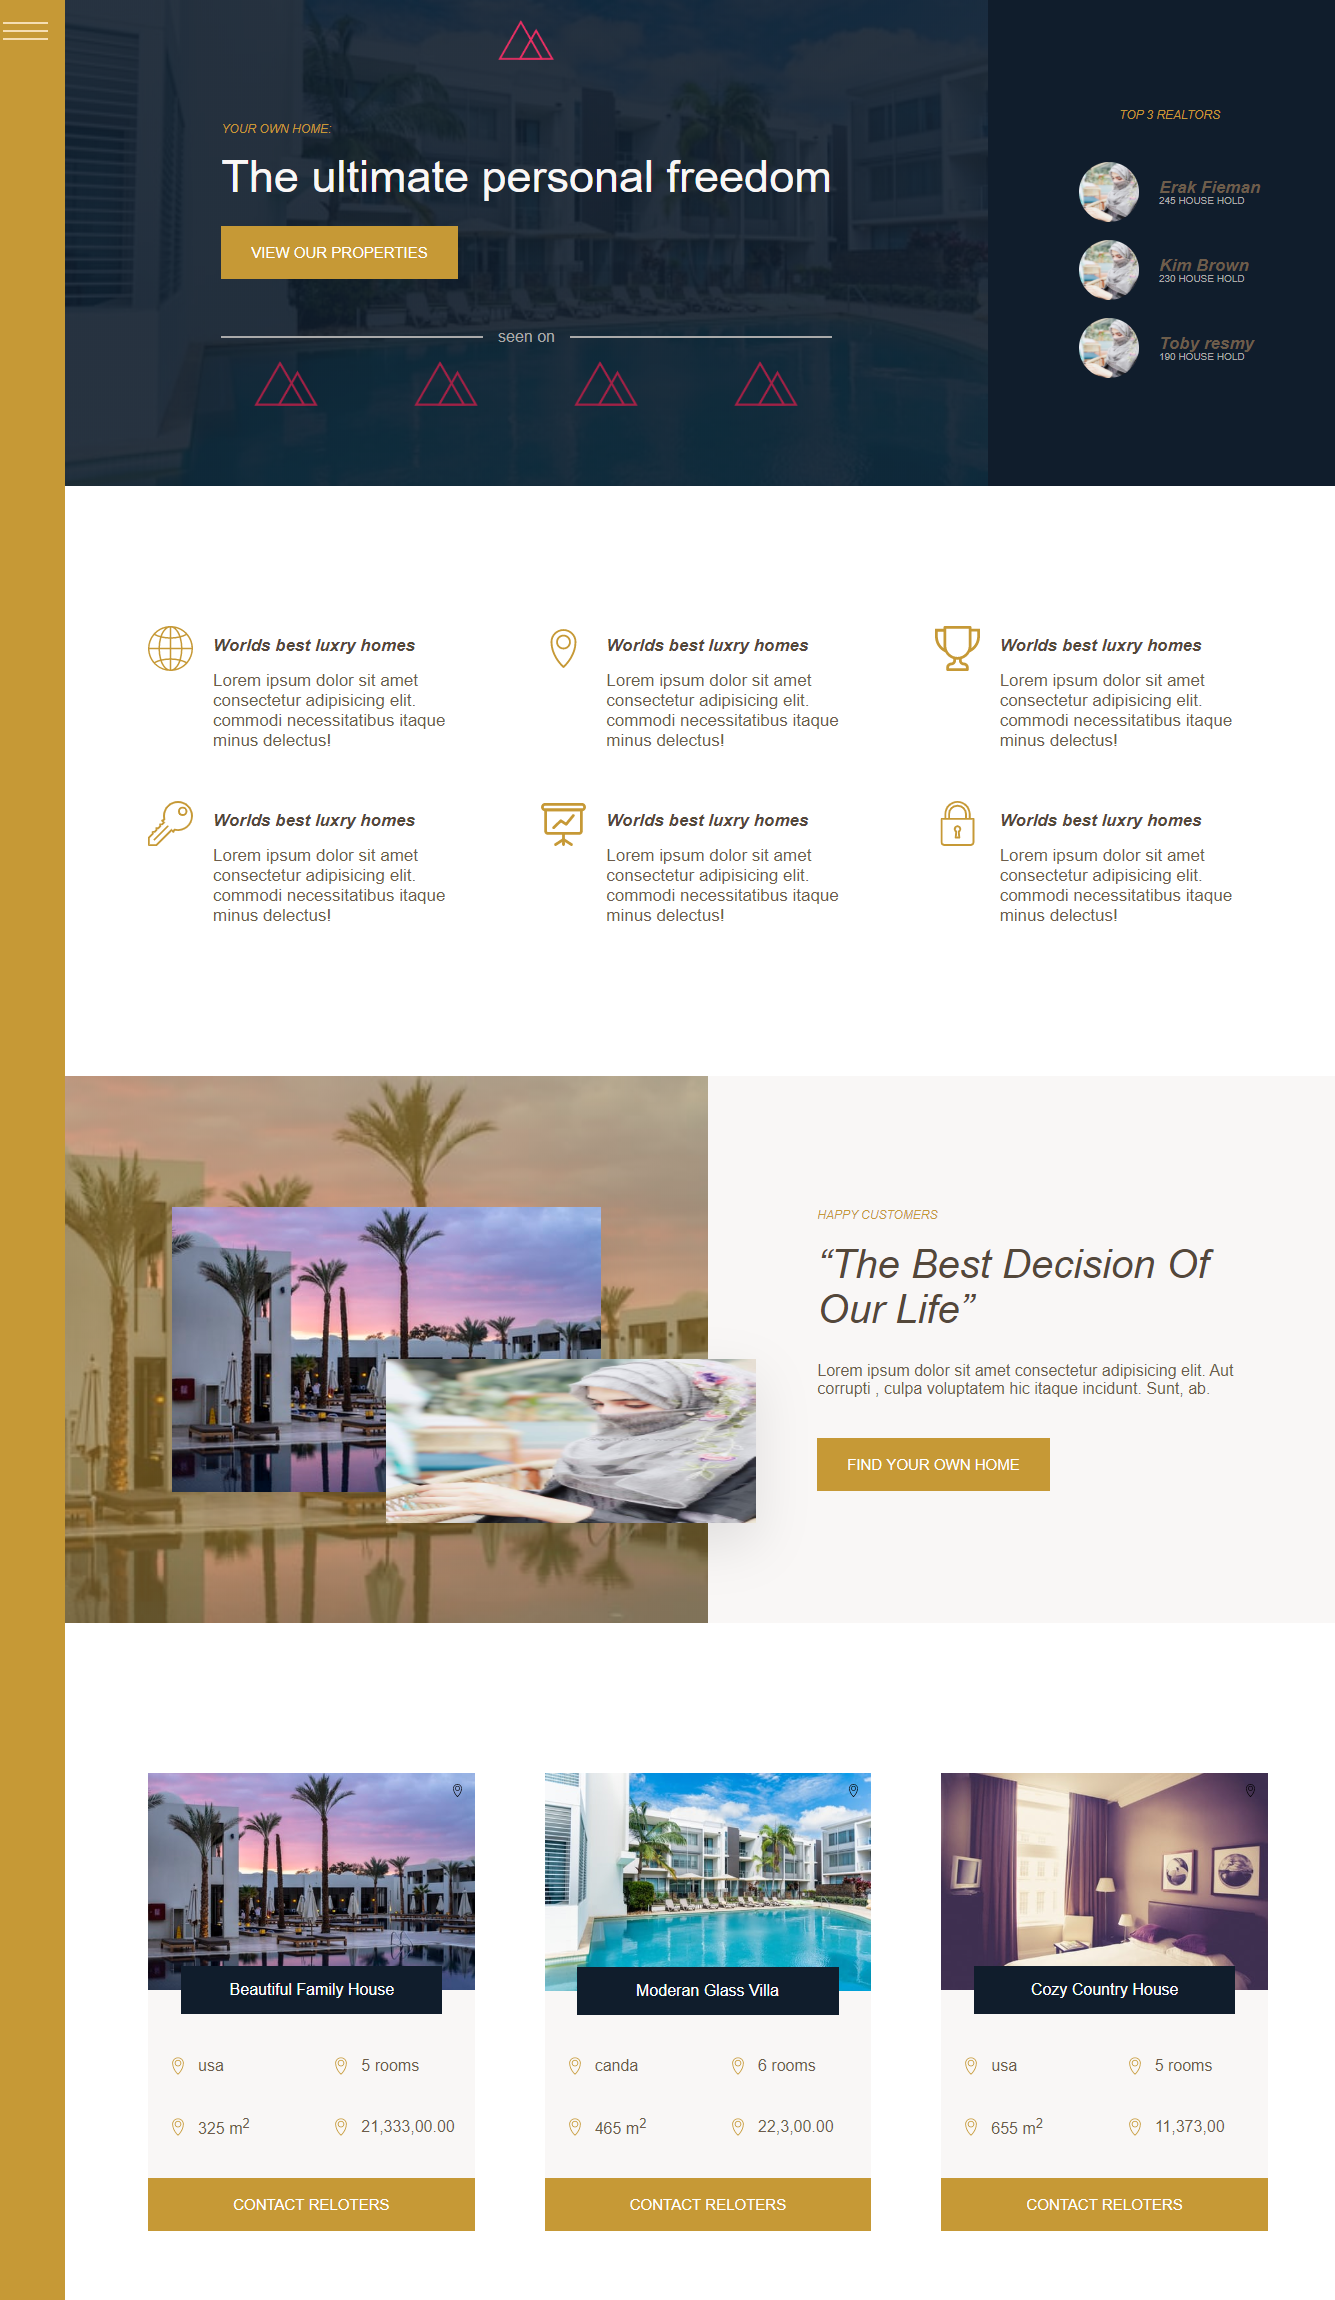 YOUR OWN HOME:
The ultimate personal freedom
VIEW OUR PROPERTIES
seen on
TOP 3 REALTORS
Erak Fieman
245 HOUSE HOLD
Kim Brown
230 HOUSE HOLD
Toby resmy
190 HOUSE HOLD
Worlds best luxry homes
Lorem ipsum dolor sit amet
consectetur adipisicing elit.
commodi necessitatibus itaque
minus delectus!
Worlds best luxry homes
Lorem ipsum dolor sit amet
consectetur adipisicing elit.
commodi necessitatibus itaque
minus delectus!
Worlds best luxry homes
Lorem ipsum dolor sit amet
consectetur adipisicing elit.
commodi necessitatibus itaque
minus delectus!
Worlds best luxry homes
Lorem ipsum dolor sit amet
consectetur adipisicing elit.
commodi necessitatibus itaque
minus delectus!
Worlds best luxry homes
Lorem ipsum dolor sit amet
consectetur adipisicing elit.
commodi necessitatibus itaque
minus delectus!
Worlds best luxry homes
Lorem ipsum dolor sit amet
consectetur adipisicing elit.
commodi necessitatibus itaque
minus delectus!
HAPPY CUSTOMERS
“The Best Decision Of
Our Life”
Lorem ipsum dolor sit amet consectetur adipisicing elit. Aut
corrupti , culpa voluptatem hic itaque incidunt. Sunt, ab.
FIND YOUR OWN HOME
Beautiful Family House
usa
5 rooms
325 m²
21,333,00.00
CONTACT RELOTERS
Moderan Glass Villa
canda
6 rooms
465 m²
22,3,00.00
CONTACT RELOTERS
Cozy Country House
usa
5 rooms
655 m²
11,373,00
CONTACT RELOTERS